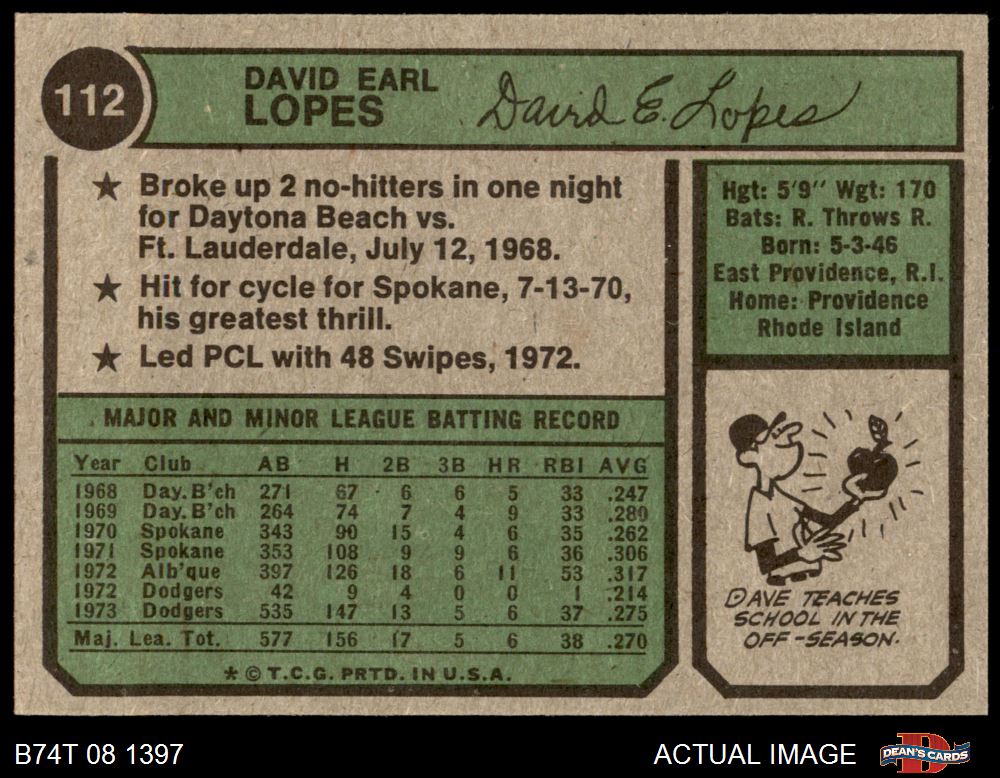 112
DAVID EARL
LOPES
David E. Lopes
★ Broke up 2 no-hitters in one night
for Daytona Beach vs.
Ft. Lauderdale, July 12, 1968.
★ Hit for cycle for Spokane, 7-13-70,
his greatest thrill.
★ Led PCL with 48 Swipes, 1972.
Hgt: 5'9" Wgt: 170
Bats: R. Throws R.
Born: 5-3-46
East Providence, R.I.
Home: Providence
Rhode Island
MAJOR AND MINOR LEAGUE BATTING RECORD
Year Club AB H 2B 3B HR RBI AVG
1968 Day. B'ch 271 67 6 6 5 33 .247
1969 Day. B'ch 264 74 7 4 9 33 .280
1970 Spokane 343 90 15 4 6 35 .262
1971 Spokane 353 108 9 9 6 36 .306
1972 Alb'que 397 126 18 6 11 53 .317
1972 Dodgers 42 9 4 0 0 1 .214
1973 Dodgers 535 147 13 5 6 37 .275
Maj. Lea. Tot. 577 156 17 5 6 38 .270
* © T.C.G. PRTD. IN U.S.A.
DAVE TEACHES
SCHOOL IN THE
OFF-SEASON.
B74T 08 1397
ACTUAL IMAGE
DEAN'S CARDS